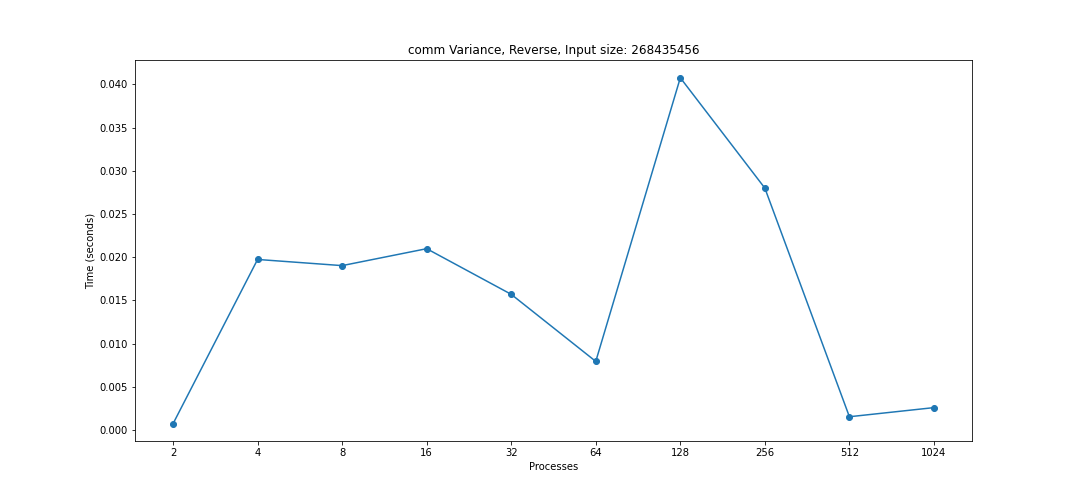 comm Variance, Reverse, Input size: 268435456
0.040
0.035
0.030
0.025
0.020
0.015
0.010
0.005
0.000
Time (seconds)
2 4 8 16 32 64 128 256 512 1024
Processes